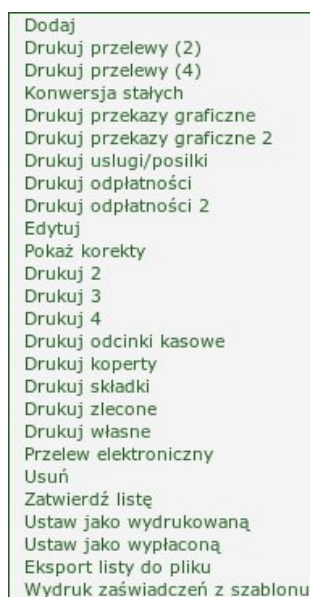 Dodaj
Drukuj przelewy (2)
Drukuj przelewy (4)
Konwersja stałych
Drukuj przekazy graficzne
Drukuj przekazy graficzne 2
Drukuj uslugi/posilki
Drukuj odpłatności
Drukuj odpłatności 2
Edytuj
Pokaż korekty
Drukuj 2
Drukuj 3
Drukuj 4
Drukuj odcinki kasowe
Drukuj koperty
Drukuj składki
Drukuj zlecone
Drukuj własne
Przelew elektroniczny
Usuń
Zatwierdź listę
Ustaw jako wydrukowaną
Ustaw jako wypłaconą
Eksport listy do pliku
Wydruk zaświadczeń z szablonu